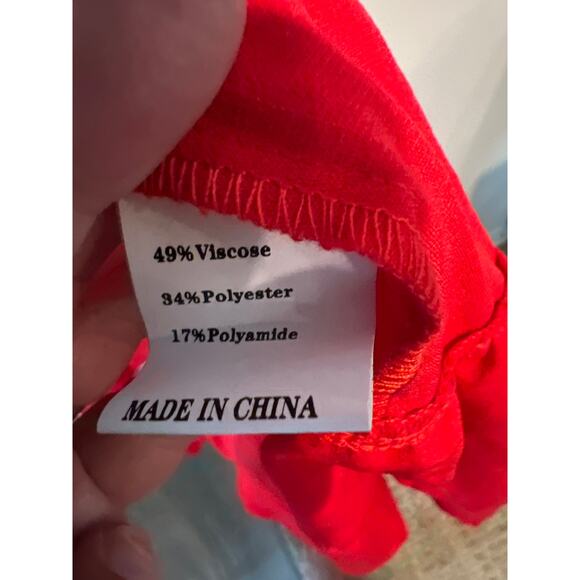 49%Viscose
34%Polyester
17%Polyamide
MADE IN CHINA